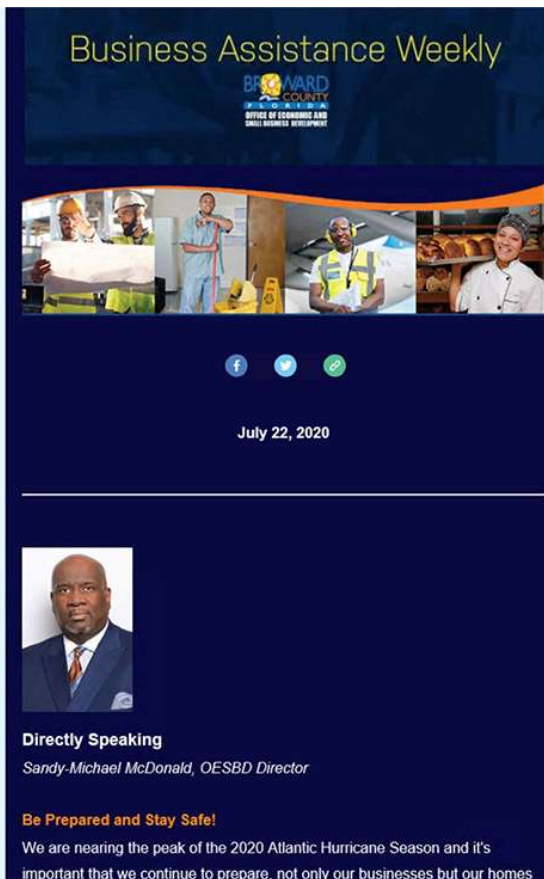 Business Assistance Weekly
BROWARD
COUNTY
FLORIDA
OFFICE OF ECONOMIC AND
SMALL BUSINESS DEVELOPMENT
July 22, 2020
Directly Speaking
Sandy-Michael McDonald, OESBD Director
Be Prepared and Stay Safe!
We are nearing the peak of the 2020 Atlantic Hurricane Season and it's
important that we continue to prepare, not only our businesses but our homes